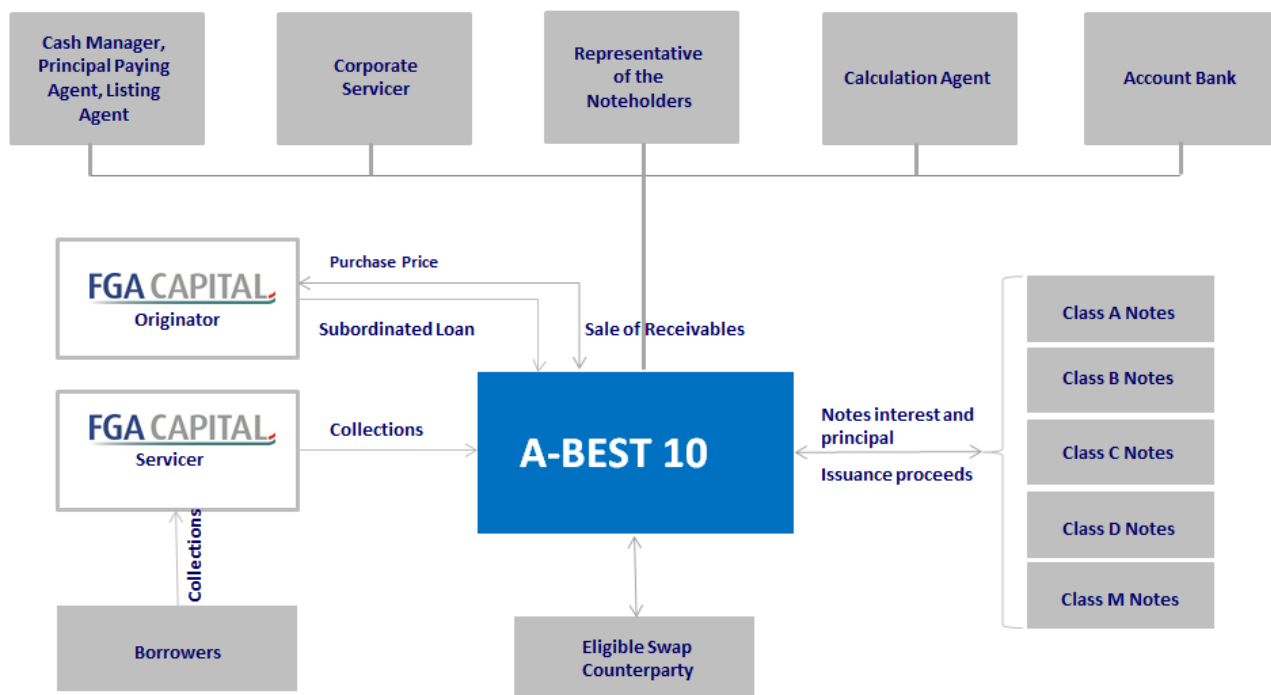 Cash Manager,
Principal Paying
Agent, Listing
Agent
Corporate
Servicer
Representative
of the
Noteholders
Calculation Agent
Account Bank
FGA CAPITAL
Originator
Purchase Price
Subordinated Loan
Sale of Receivables
FGA CAPITAL
Servicer
Collections
A-BEST 10
Notes interest and
principal
Issuance proceeds
Class A Notes
Class B Notes
Class C Notes
Class D Notes
Class M Notes
Collections
Borrowers
Eligible Swap
Counterparty